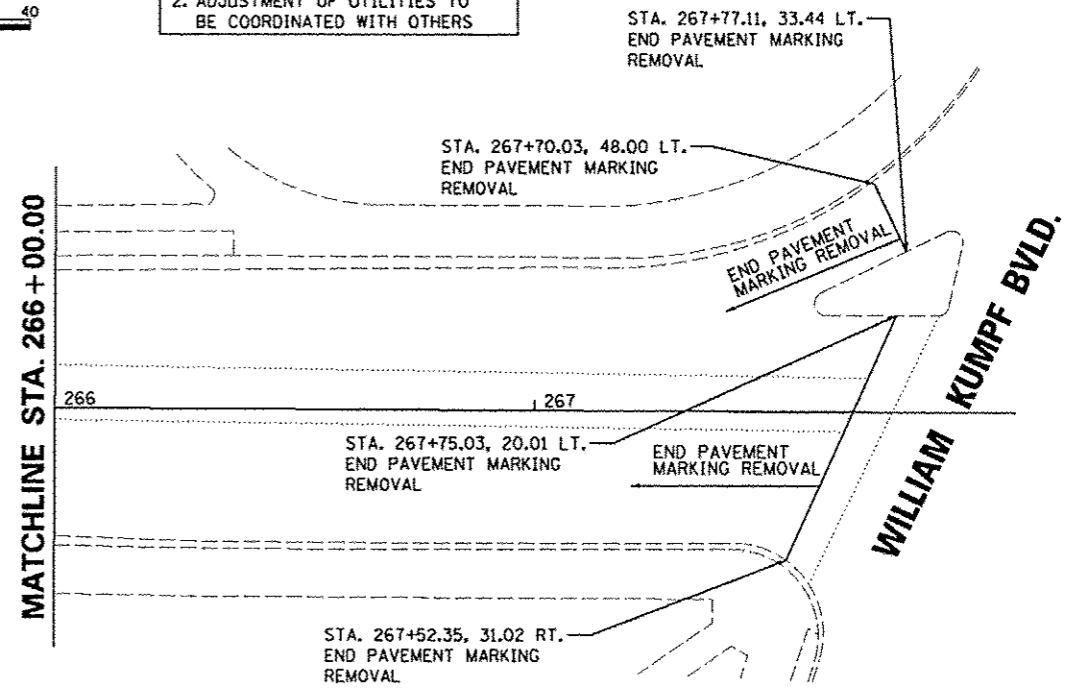 40
2. ADJUSTMENT OF UTILITIES TO
BE COORDINATED WITH OTHERS
STA. 267+77.11, 33.44 LT.
END PAVEMENT MARKING
REMOVAL
STA. 267+70.03, 48.00 LT.
END PAVEMENT MARKING
REMOVAL
END PAVEMENT
MARKING REMOVAL
MATCHLINE STA. 266+00.00
266
267
STA. 267+75.03, 20.01 LT.
END PAVEMENT MARKING
REMOVAL
END PAVEMENT
MARKING REMOVAL
WILLIAM KUMPF BVLD.
STA. 267+52.35, 31.02 RT.
END PAVEMENT MARKING
REMOVAL